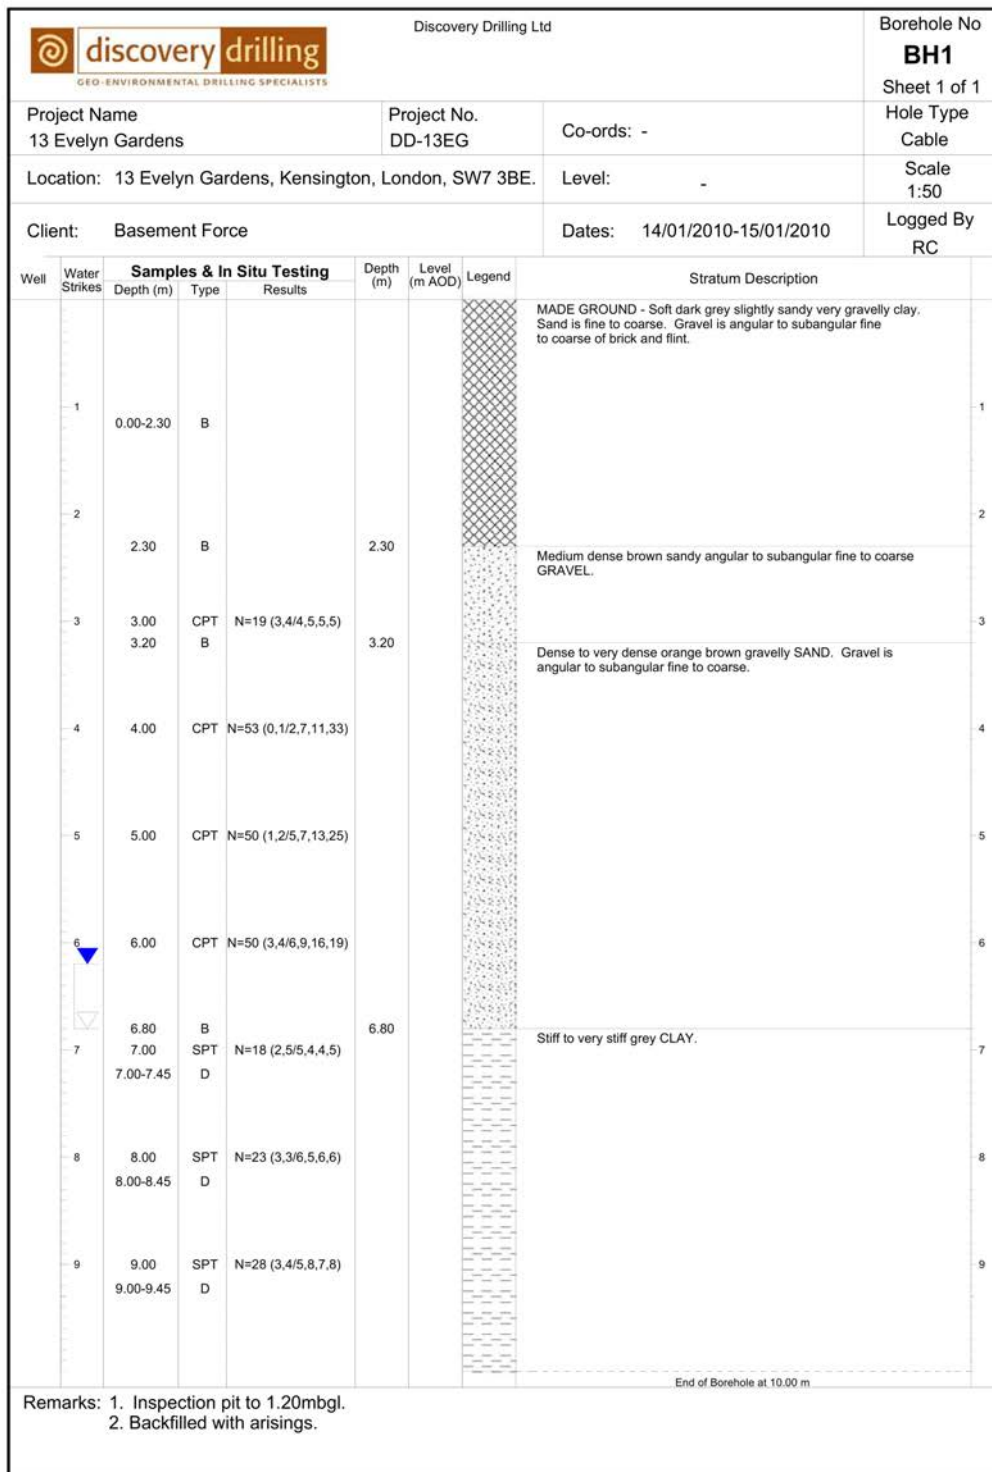 Discovery Drilling Ltd
discovery drilling
GEO-ENVIRONMENTAL DRILLING SPECIALISTS
Borehole No
BH1
Sheet 1 of 1
Project Name
13 Evelyn Gardens
Project No.
DD-13EG
Co-ords: -
Hole Type
Cable
Location: 13 Evelyn Gardens, Kensington, London, SW7 3BE.
Level: -
Scale
1:50
Client: Basement Force
Dates: 14/01/2010-15/01/2010
Logged By
RC
Well
Water Strikes
Samples & In Situ Testing
Depth (m) Type Results
Depth (m)
Level (m AOD)
Legend
Stratum Description
MADE GROUND - Soft dark grey slightly sandy very gravelly clay.
Sand is fine to coarse. Gravel is angular to subangular fine
to coarse of brick and flint.
1 1
0.00-2.30 B
2 2
2.30 B 2.30
Medium dense brown sandy angular to subangular fine to coarse
GRAVEL.
3 3.00 CPT N=19 (3,4/4,5,5,5) 3
3.20 B 3.20
Dense to very dense orange brown gravelly SAND. Gravel is
angular to subangular fine to coarse.
4 4.00 CPT N=53 (0,1/2,7,11,33) 4
5 5.00 CPT N=50 (1,2/5,7,13,25) 5
6 6.00 CPT N=50 (3,4/6,9,16,19) 6
6.80 B 6.80
Stiff to very stiff grey CLAY.
7 7.00 SPT N=18 (2,5/5,4,4,5) 7
7.00-7.45 D
8 8.00 SPT N=23 (3,3/6,5,6,6) 8
8.00-8.45 D
9 9.00 SPT N=28 (3,4/5,8,7,8) 9
9.00-9.45 D
End of Borehole at 10.00 m
Remarks: 1. Inspection pit to 1.20mbgl.
2. Backfilled with arisings.